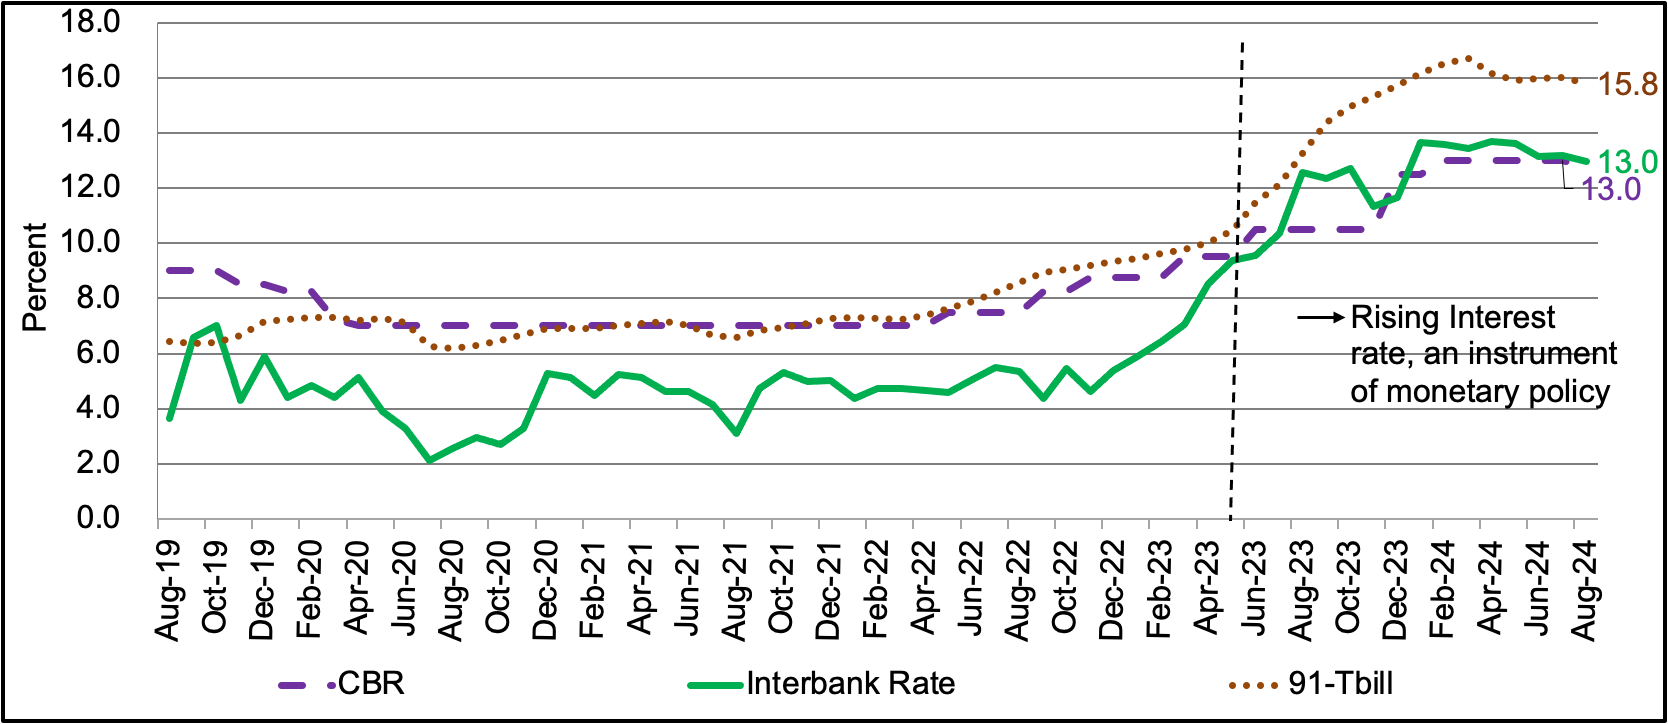 18.0
16.0
14.0
12.0
10.0
8.0
6.0
4.0
2.0
0.0
Percent
15.8
13.0
13.0
Rising Interest
rate, an instrument
of monetary policy
Aug-19
Oct-19
Dec-19
Feb-20
Apr-20
Jun-20
Aug-20
Oct-20
Dec-20
Feb-21
Apr-21
Jun-21
Aug-21
Oct-21
Dec-21
Feb-22
Apr-22
Jun-22
Aug-22
Oct-22
Dec-22
Feb-23
Apr-23
Jun-23
Aug-23
Oct-23
Dec-23
Feb-24
Apr-24
Jun-24
Aug-24
CBR
Interbank Rate
91-Tbill